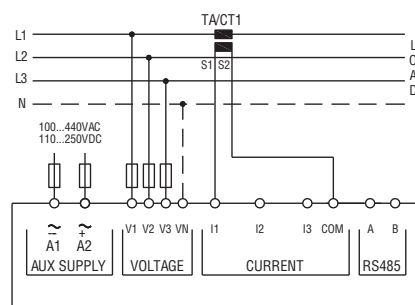 TA/CT1
L1
L2
L3
N
S1 S2
LOAD
100...440VAC
110...250VDC
V1 V2 V3 VN I1 I2 I3 COM A B
~ ~
- +
A1 A2
AUX SUPPLY VOLTAGE CURRENT RS485